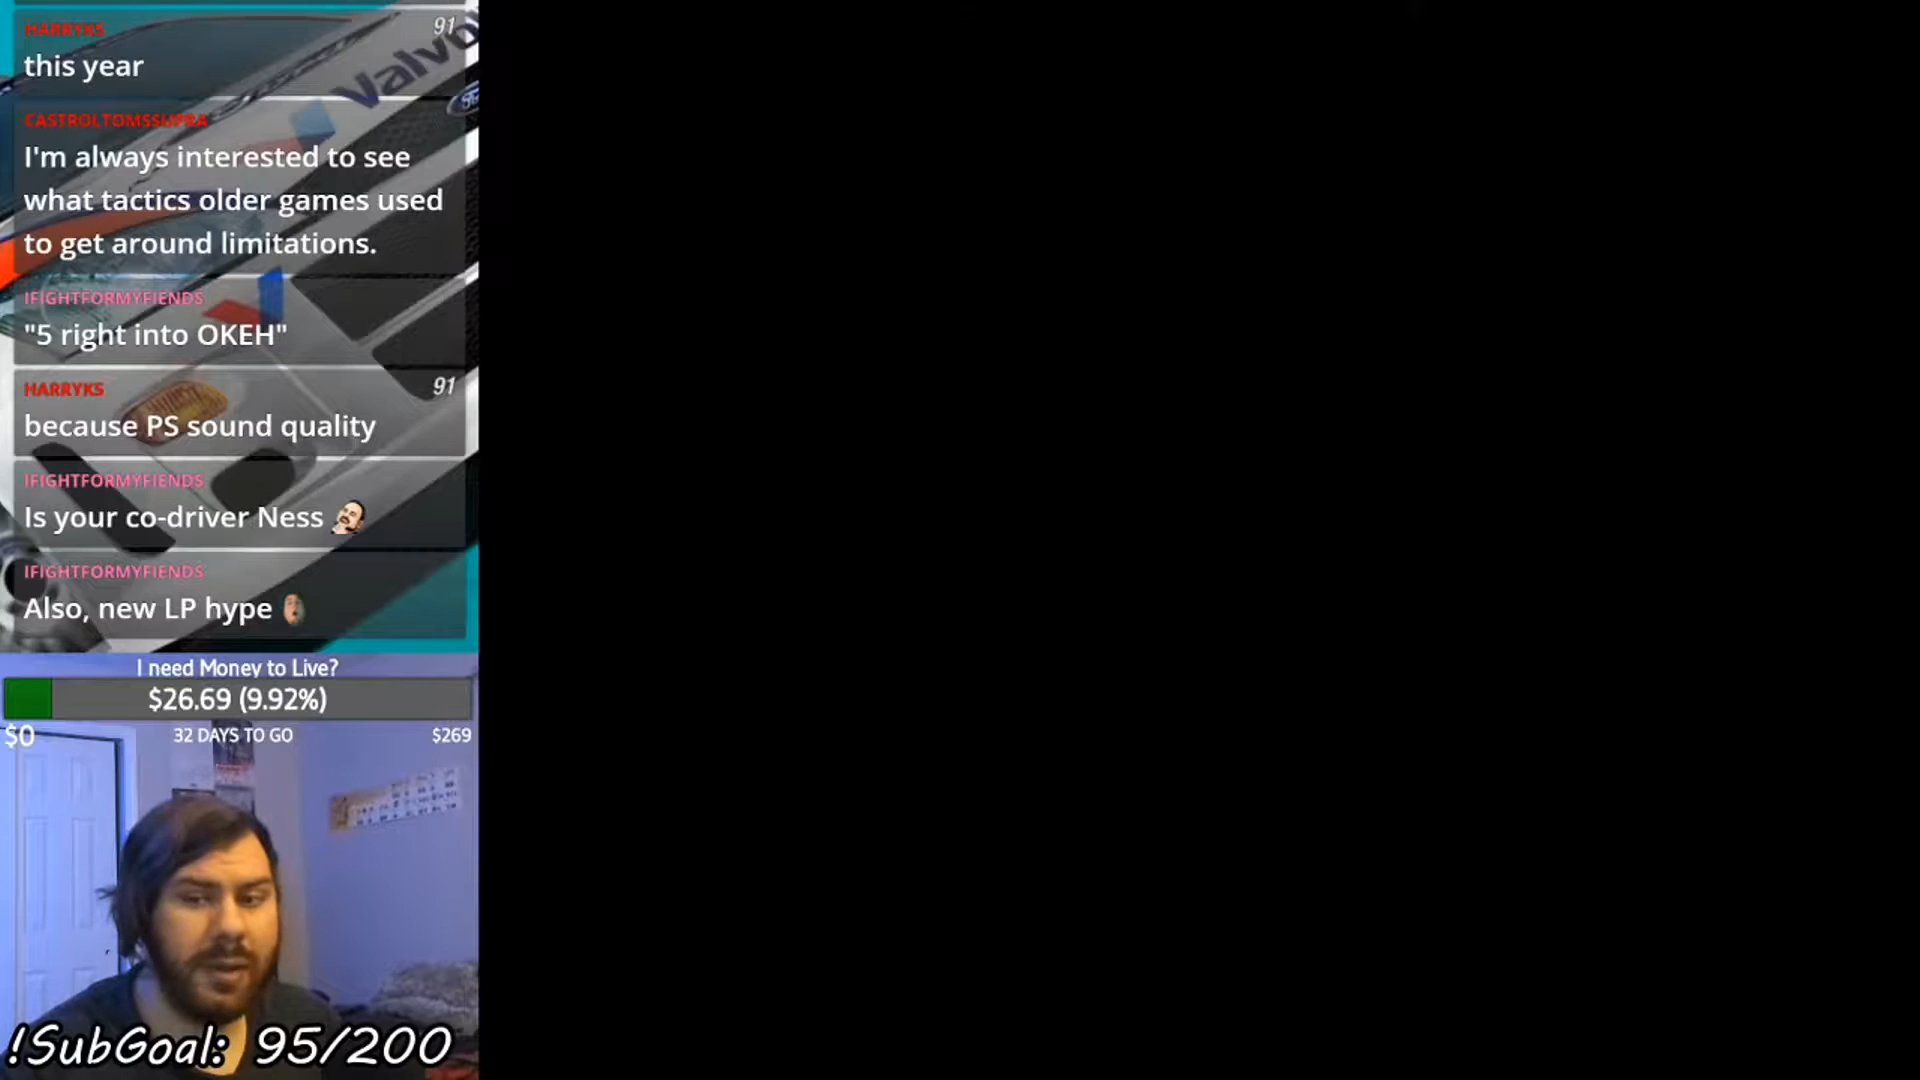 HARRYKS 91
this year
Valvo
CASTROLTOMSSUPRA
I'm always interested to see
what tactics older games used
to get around limitations.
IFIGHTFORMYFIENDS
"5 right into OKEH"
HARRYKS 91
because PS sound quality
IFIGHTFORMYFIENDS
Is your co-driver Ness
IFIGHTFORMYFIENDS
Also, new LP hype
I need Money to Live?
$26.69 (9.92%)
$0 32 DAYS TO GO $269
!SubGoal: 95/200